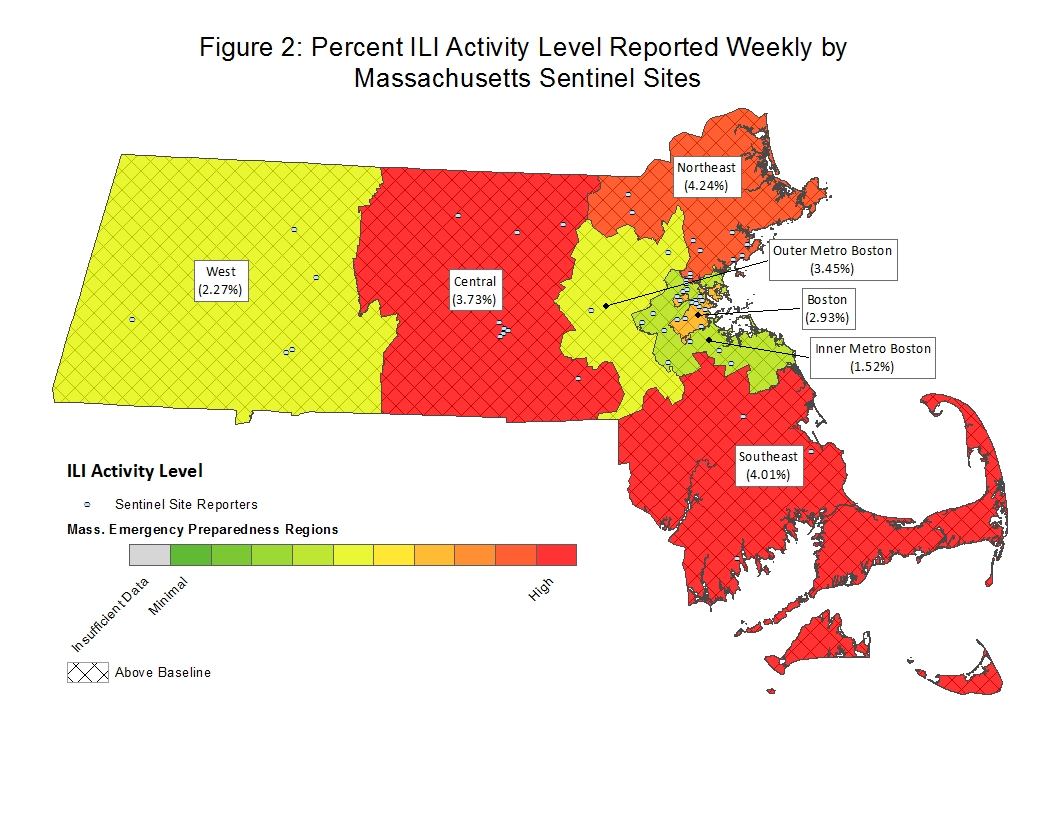 Figure 2: Percent ILI Activity Level Reported Weekly by
Massachusetts Sentinel Sites
Northeast
(4.24%)
Outer Metro Boston
(3.45%)
West
(2.27%)
Central
(3.73%)
Boston
(2.93%)
Inner Metro Boston
(1.52%)
Southeast
(4.01%)
ILI Activity Level
Sentinel Site Reporters
Mass. Emergency Preparedness Regions
Insufficient Data
Minimal
High
Above Baseline